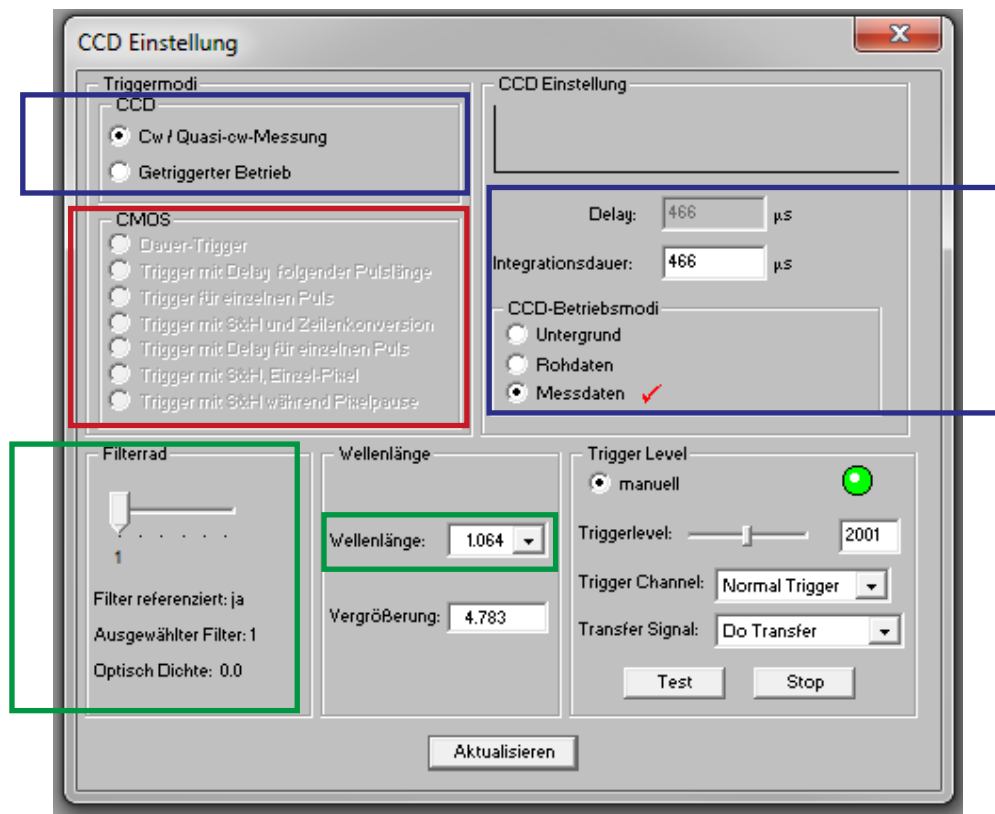 CCD Einstellung
x
Triggermodi
CCD
Cw / Quasi-cw-Messung
Getriggerter Betrieb
CMOS
Dauer-Trigger
Trigger mit Delay folgender Pulslänge
Trigger für einzelnen Puls
Trigger mit S&H und Zeilenkonversion
Trigger mit Delay für einzelnen Puls
Trigger mit S&H, Einzel-Pixel
Trigger mit S&H während Pixelpause
CCD Einstellung
Delay: 466 µs
Integrationsdauer: 466 µs
CCD-Betriebsmodi
Untergrund
Rohdaten
Messdaten
Filterrad
1
Filter referenziert: ja
Ausgewählter Filter: 1
Optisch Dichte: 0.0
Wellenlänge
Wellenlänge: 1.064
Vergrößerung: 4.783
Trigger Level
manuell
Triggerlevel: 2001
Trigger Channel: Normal Trigger
Transfer Signal: Do Transfer
Test Stop
Aktualisieren